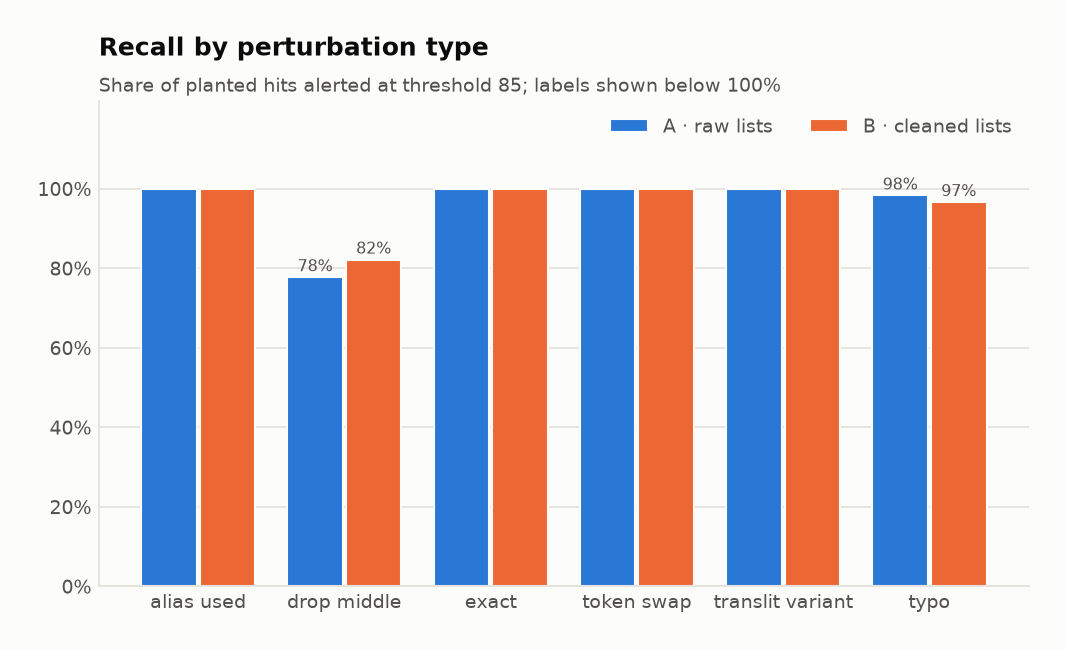 Recall by perturbation type
Share of planted hits alerted at threshold 85; labels shown below 100%
A · raw lists B · cleaned lists
100%
80%
60%
40%
20%
0%
78% 82% 98% 97%
alias used drop middle exact token swap translit variant typo